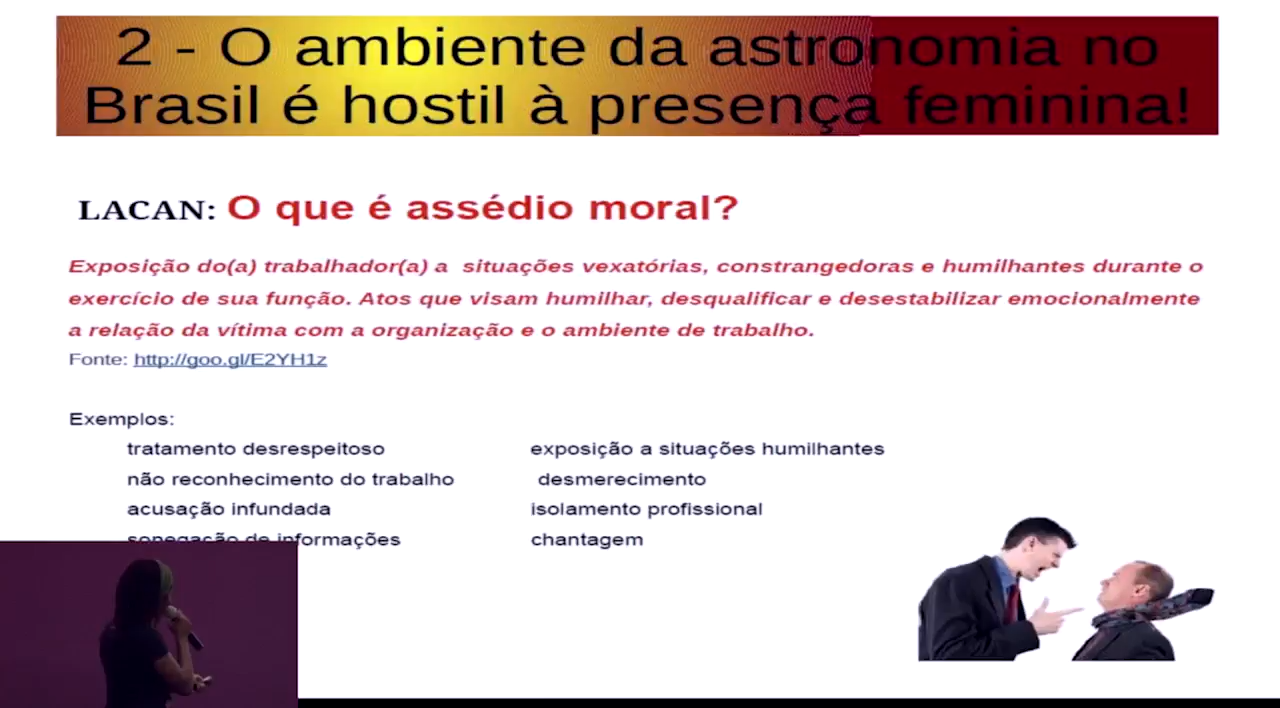 2 - O ambiente da astronomia no
Brasil é hostil à presença feminina!
LACAN: O que é assédio moral?
Exposição do(a) trabalhador(a) a situações vexatórias, constrangedoras e humilhantes durante o
exercício de sua função. Atos que visam humilhar, desqualificar e desestabilizar emocionalmente
a relação da vítima com a organização e o ambiente de trabalho.
Fonte: http://goo.gl/E2YH1z
Exemplos:
tratamento desrespeitoso
exposição a situações humilhantes
não reconhecimento do trabalho
desmerecimento
acusação infundada
isolamento profissional
sonegação de informações
chantagem